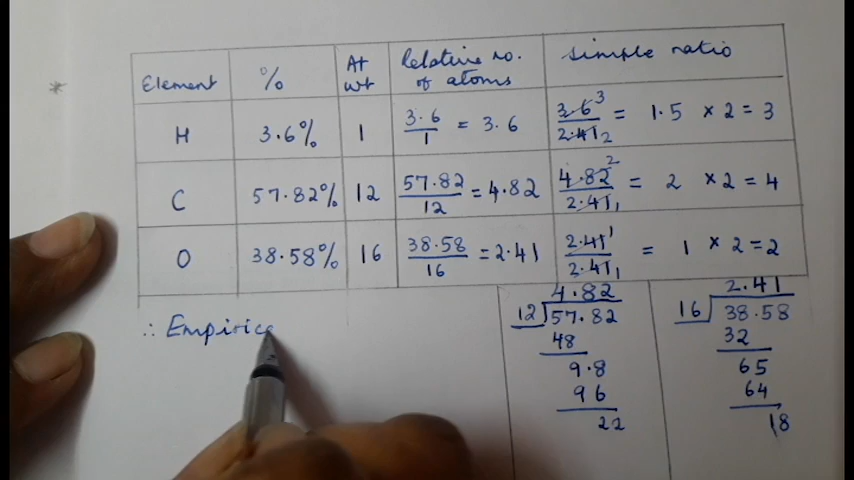 *
Element % At wt Relative no. of atoms simple ratio
H 3.6% 1 3.6/1 = 3.6 3.6 3/2.41 2 = 1.5 × 2 = 3
C 57.82% 12 57.82/12 = 4.82 4.82 2/2.41 1 = 2 × 2 = 4
O 38.58% 16 38.58/16 = 2.41 2.41 1/2.41 1 = 1 × 2 = 2
∴ Empirica
4.82
12 57.82
48
9.8
96
22
2.41
16 38.58
32
65
64
18